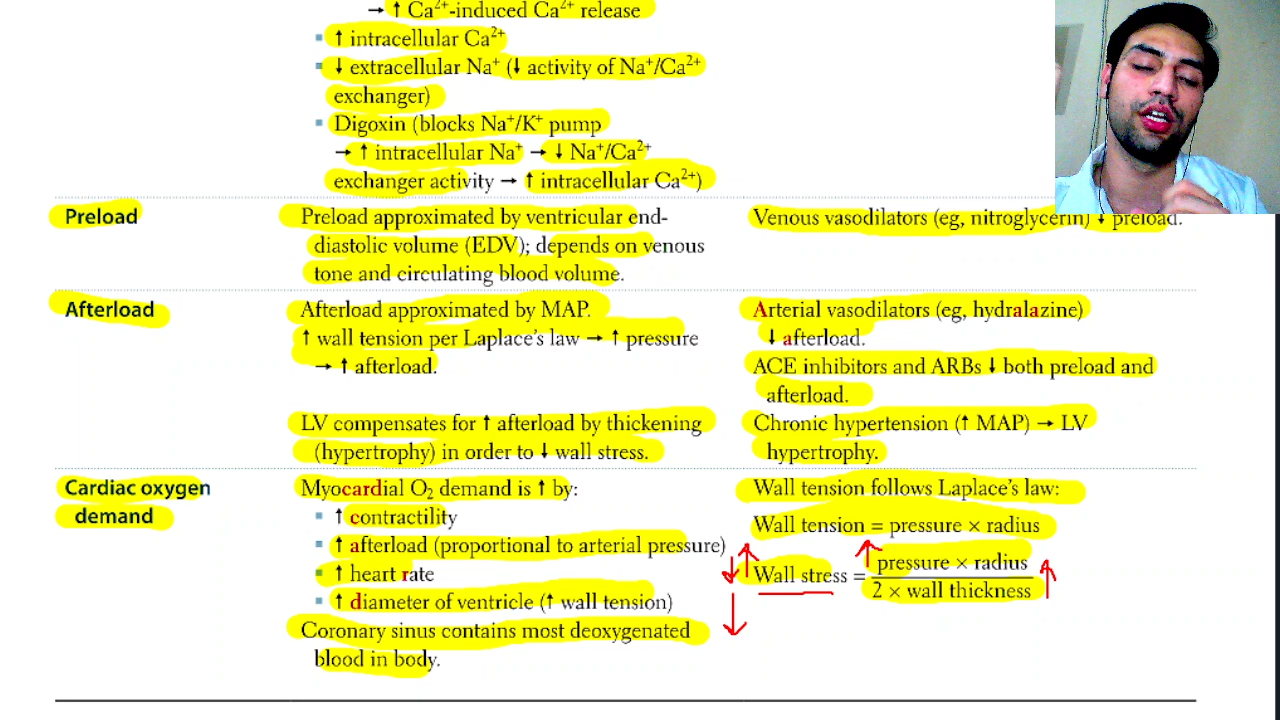 → ↑ Ca²⁺-induced Ca²⁺ release
▪ ↑ intracellular Ca²⁺
▪ ↓ extracellular Na⁺ (↓ activity of Na⁺/Ca²⁺
exchanger)
▪ Digoxin (blocks Na⁺/K⁺ pump
→ ↑ intracellular Na⁺ → ↓ Na⁺/Ca²⁺
exchanger activity → ↑ intracellular Ca²⁺)
Preload
Preload approximated by ventricular end-
diastolic volume (EDV); depends on venous
tone and circulating blood volume.
Venous vasodilators (eg, nitroglycerin) ↓ preload.
Afterload
Afterload approximated by MAP.
↑ wall tension per Laplace's law → ↑ pressure
→ ↑ afterload.
LV compensates for ↑ afterload by thickening
(hypertrophy) in order to ↓ wall stress.
Arterial vasodilators (eg, hydralazine)
↓ afterload.
ACE inhibitors and ARBs ↓ both preload and
afterload.
Chronic hypertension (↑ MAP) → LV
hypertrophy.
Cardiac oxygen
demand
Myocardial O₂ demand is ↑ by:
▪ ↑ contractility
▪ ↑ afterload (proportional to arterial pressure)
▪ ↑ heart rate
▪ ↑ diameter of ventricle (↑ wall tension)
Coronary sinus contains most deoxygenated
blood in body.
Wall tension follows Laplace's law:
Wall tension = pressure × radius
Wall stress = pressure × radius
2 × wall thickness